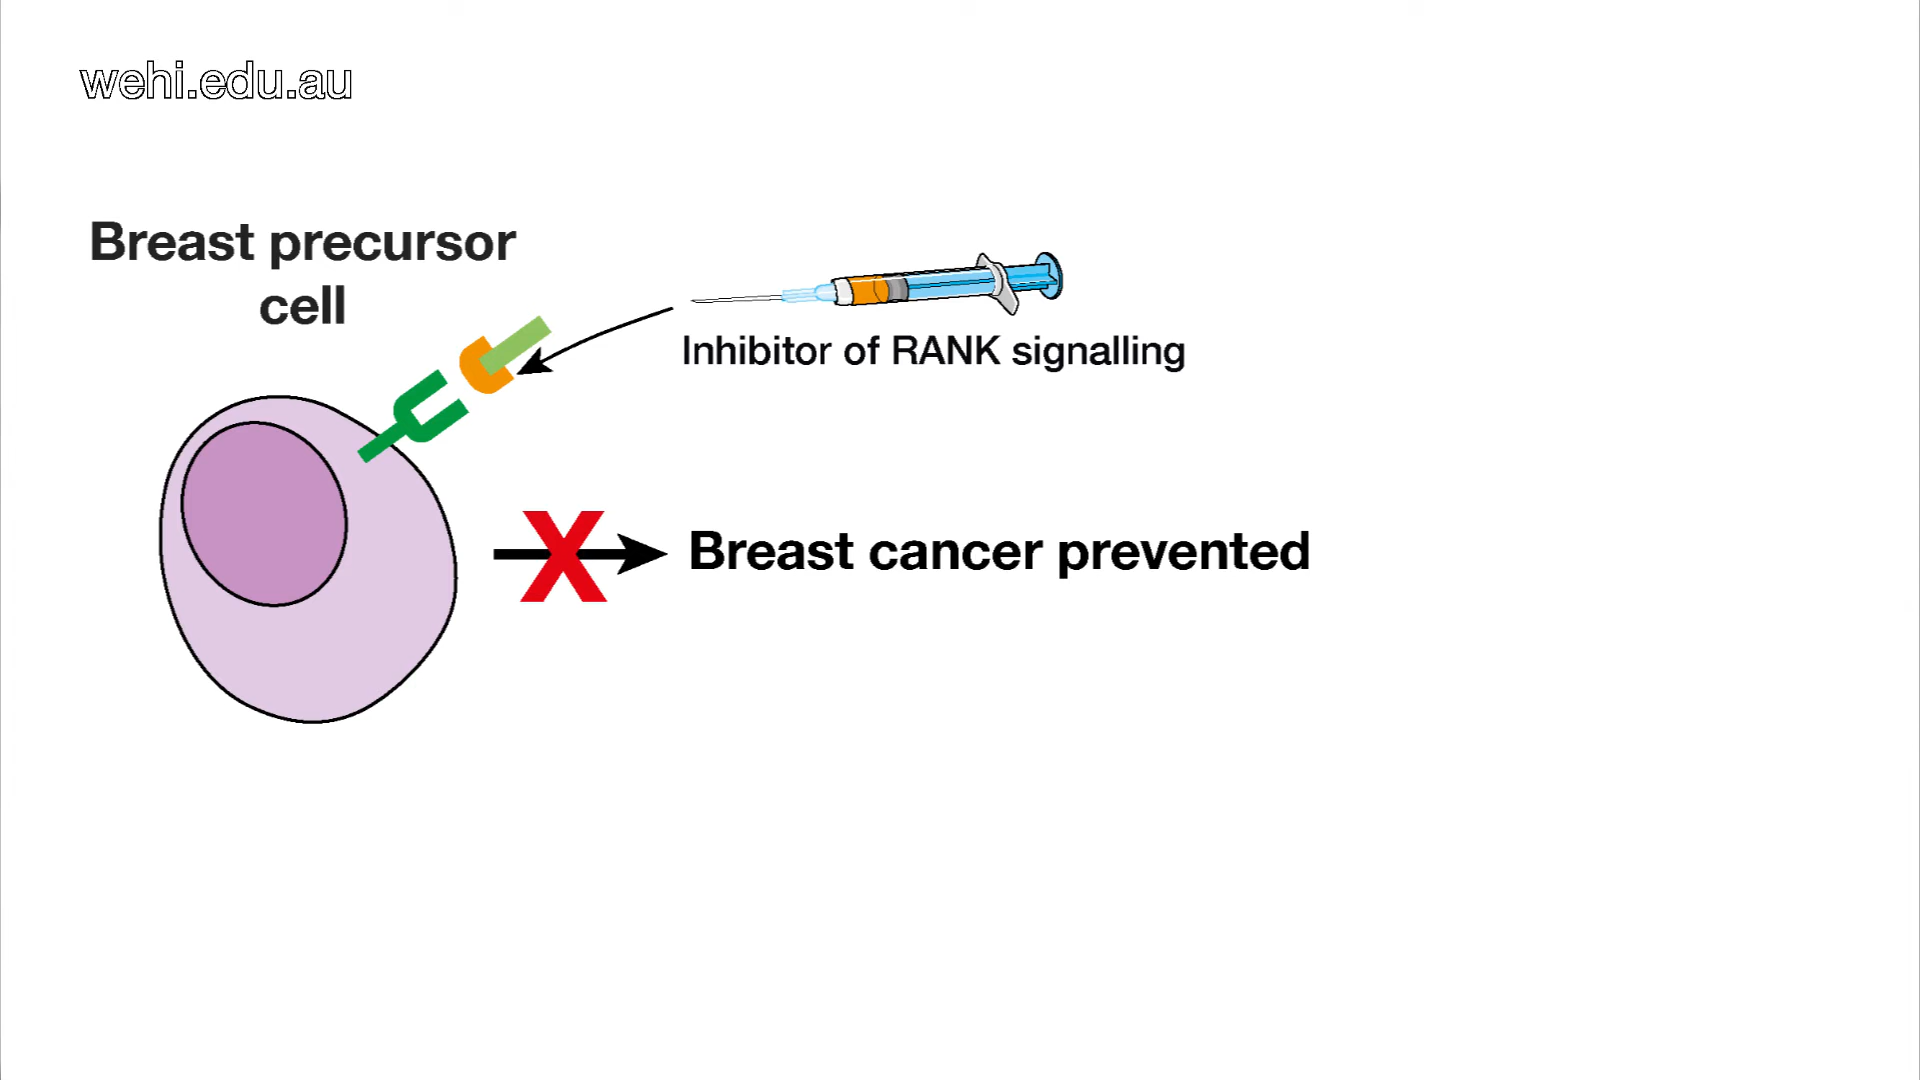 wehi.edu.au
Breast precursor
cell
Inhibitor of RANK signalling
X
Breast cancer prevented